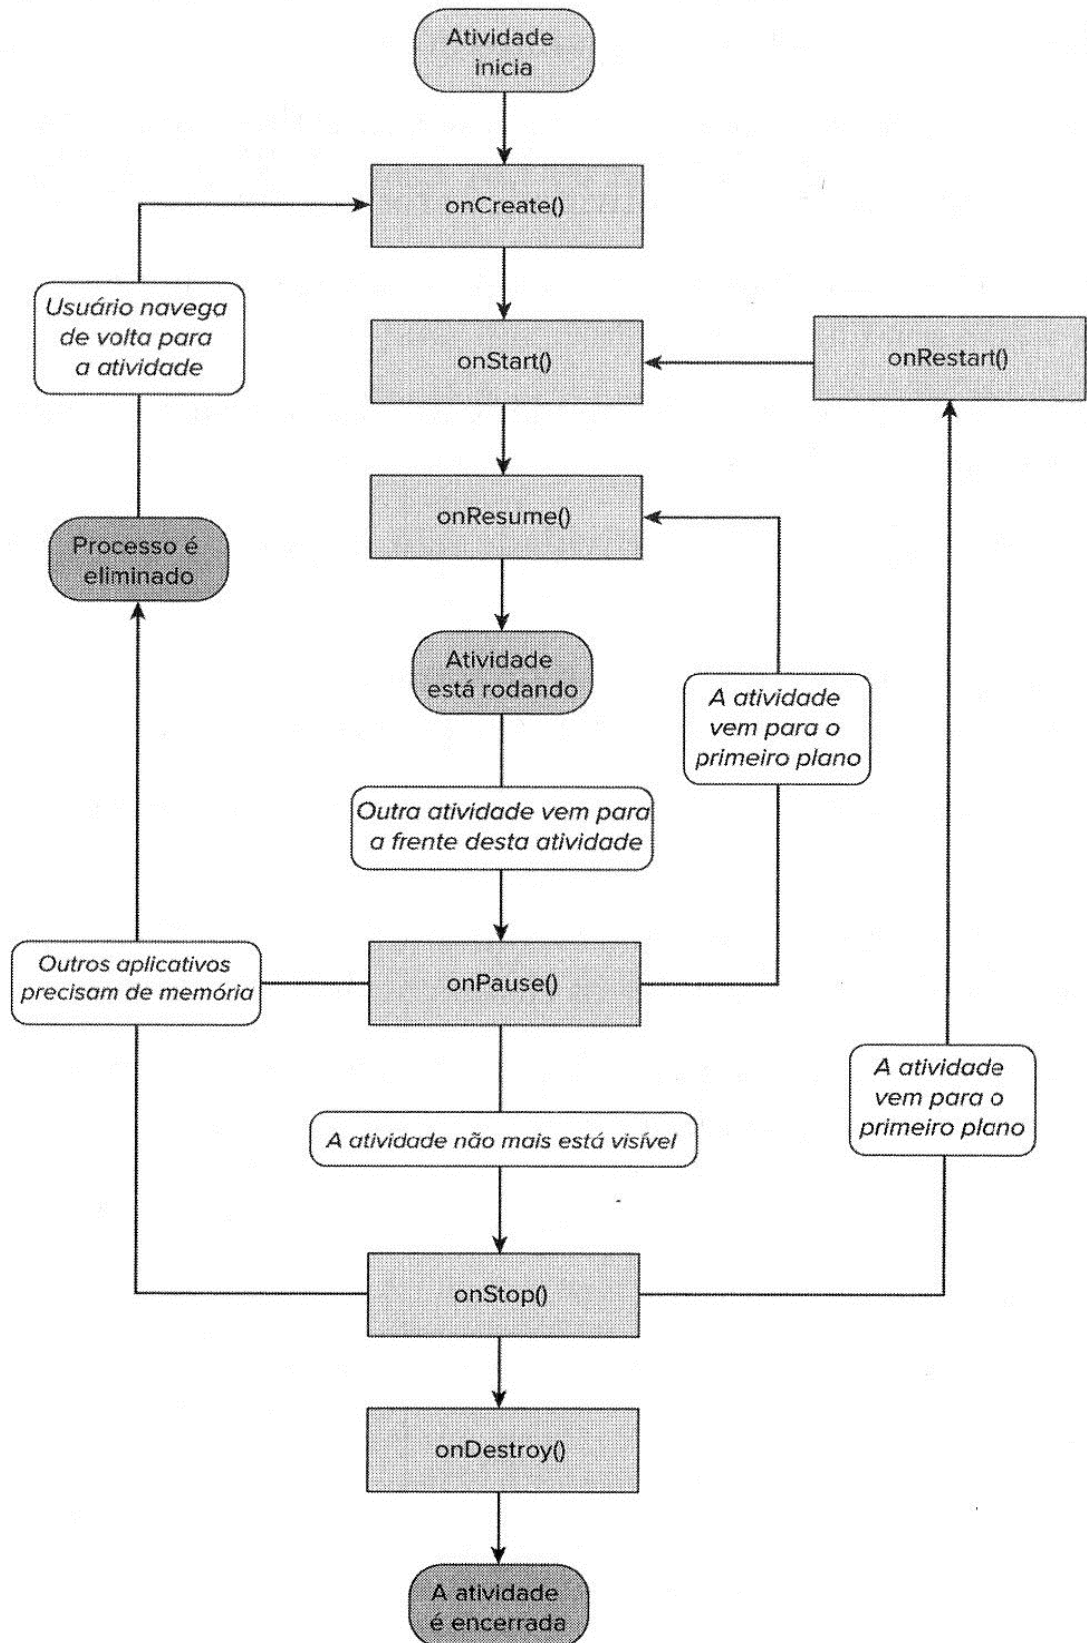 Atividade
inicia
onCreate()
Usuário navega
de volta para
a atividade
onStart()
onRestart()
onResume()
Processo é
eliminado
Atividade
está rodando
A atividade
vem para o
primeiro plano
Outra atividade vem para
a frente desta atividade
Outros aplicativos
precisam de memória
onPause()
A atividade
vem para o
primeiro plano
A atividade não mais está visível
onStop()
onDestroy()
A atividade
é encerrada